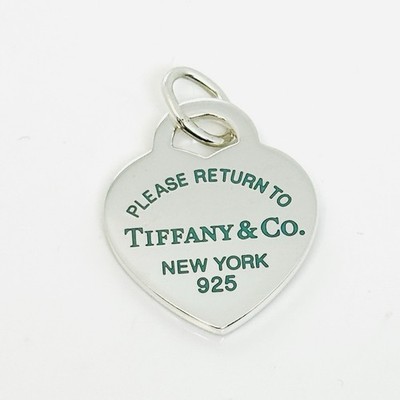 PLEASE RETURN TO
TIFFANY & CO.
NEW YORK
925